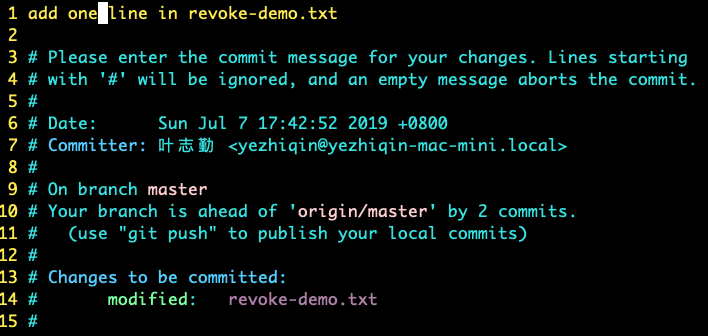 1 add one line in revoke-demo.txt
2
3 # Please enter the commit message for your changes. Lines starting
4 # with '#' will be ignored, and an empty message aborts the commit.
5 #
6 # Date:      Sun Jul 7 17:42:52 2019 +0800
7 # Committer: 叶志勤 <yezhiqin@yezhiqin-mac-mini.local>
8 #
9 # On branch master
10 # Your branch is ahead of 'origin/master' by 2 commits.
11 #   (use "git push" to publish your local commits)
12 #
13 # Changes to be committed:
14 #       modified:   revoke-demo.txt
15 #